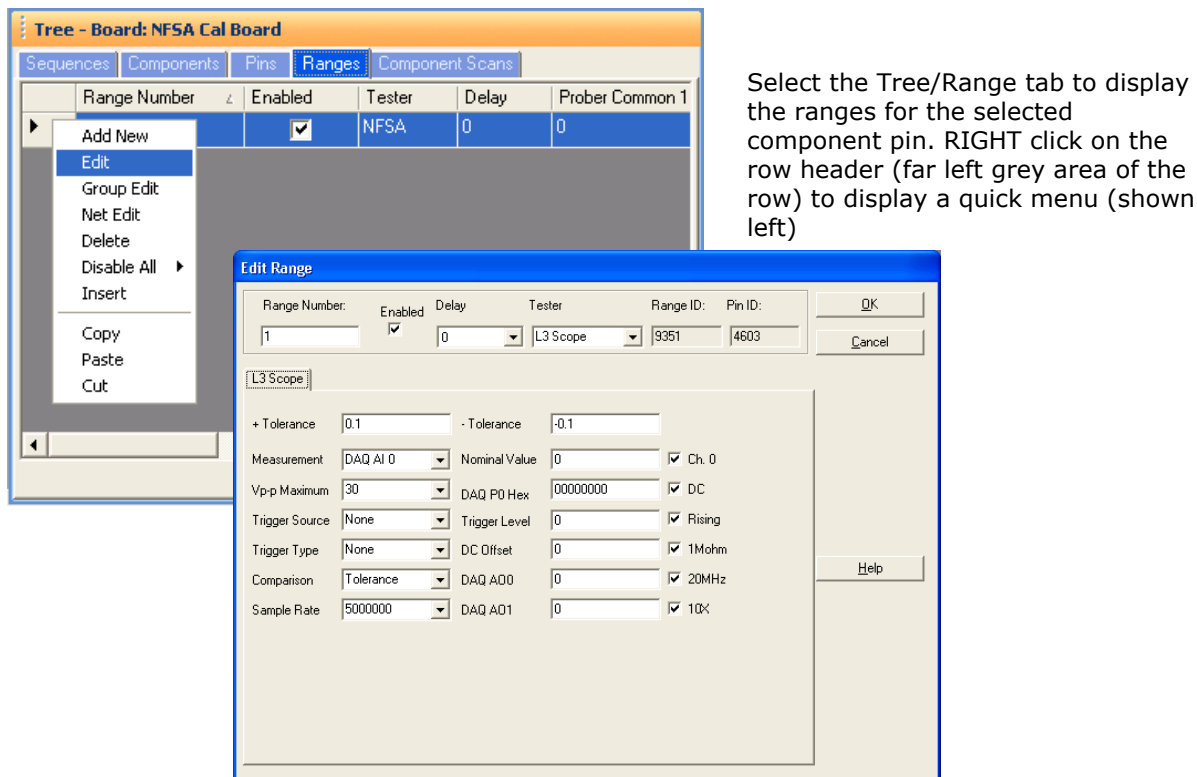 Tree - Board: NFSA Cal Board
Sequences Components Pins Ranges Component Scans
Range Number Enabled Tester Delay Prober Common 1
NFSA 0 0
Add New
Edit
Group Edit
Net Edit
Delete
Disable All
Insert
Copy
Paste
Cut
Select the Tree/Range tab to display
the ranges for the selected
component pin. RIGHT click on the
row header (far left grey area of the
row) to display a quick menu (shown
left)
Edit Range
Range Number: Enabled Delay Tester Range ID: Pin ID:
1 0 L3 Scope 9351 4603
OK
Cancel
L3 Scope
+ Tolerance 0.1 - Tolerance -0.1
Measurement DAQ AI 0 Nominal Value 0 Ch. 0
Vp-p Maximum 30 DAQ P0 Hex 00000000 DC
Trigger Source None Trigger Level 0 Rising
Trigger Type None DC Offset 0 1Mohm
Comparison Tolerance DAQ AO0 0 20MHz
Sample Rate 5000000 DAQ AO1 0 10X
Help